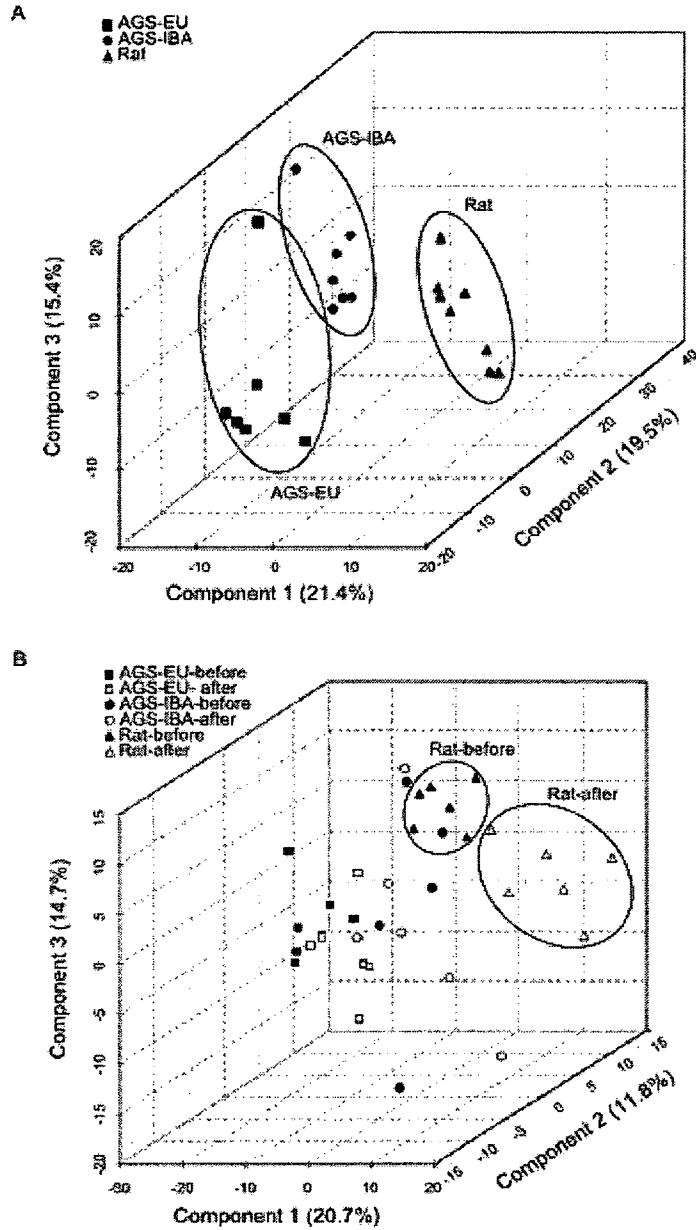 A
AGS-EU
AGS-IBA
Rat
AGS-IBA
Rat
AGS-EU
20
10
0
-10
-20
Component 3 (15.4%)
-20
-10
0
10
20
Component 1 (21.4%)
-20
-15
0
10
20
30
40
Component 2 (19.5%)
B
AGS-EU-before
AGS-EU- after
AGS-IBA-before
AGS-IBA-after
Rat-before
Rat-after
Rat-before
Rat-after
15
10
5
0
-5
-10
-15
-20
Component 3 (14.7%)
-30
-20
-10
0
10
20
Component 1 (20.7%)
-15
-10
-5
0
5
10
15
Component 2 (11.8%)